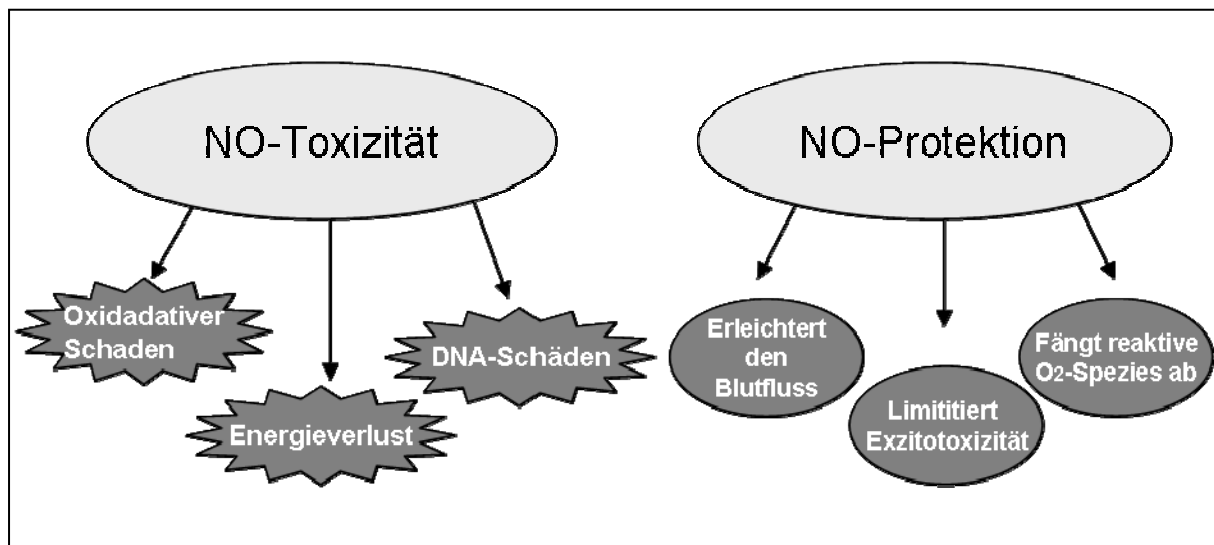 NO-Toxizität
Oxidadativer
Schaden
Energieverlust
DNA-Schäden
NO-Protektion
Erleichtert
den
Blutfluss
Limititiert
Exzitotoxizität
Fängt reaktive
O2-Spezies ab